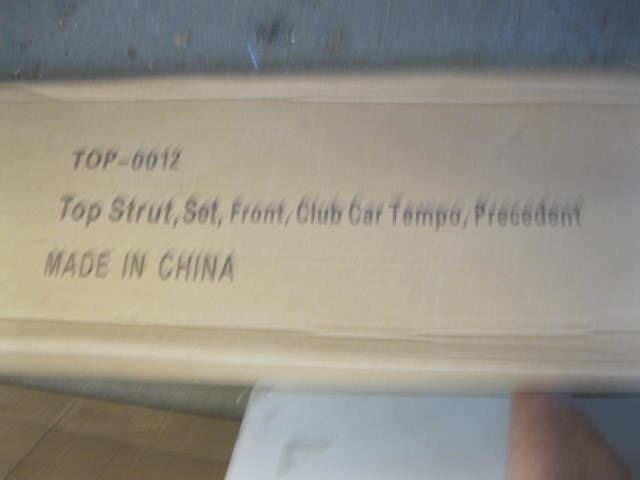 TOP-0012
Top Strut, Set, Front, Club Car Tempo, Precedent
MADE IN CHINA